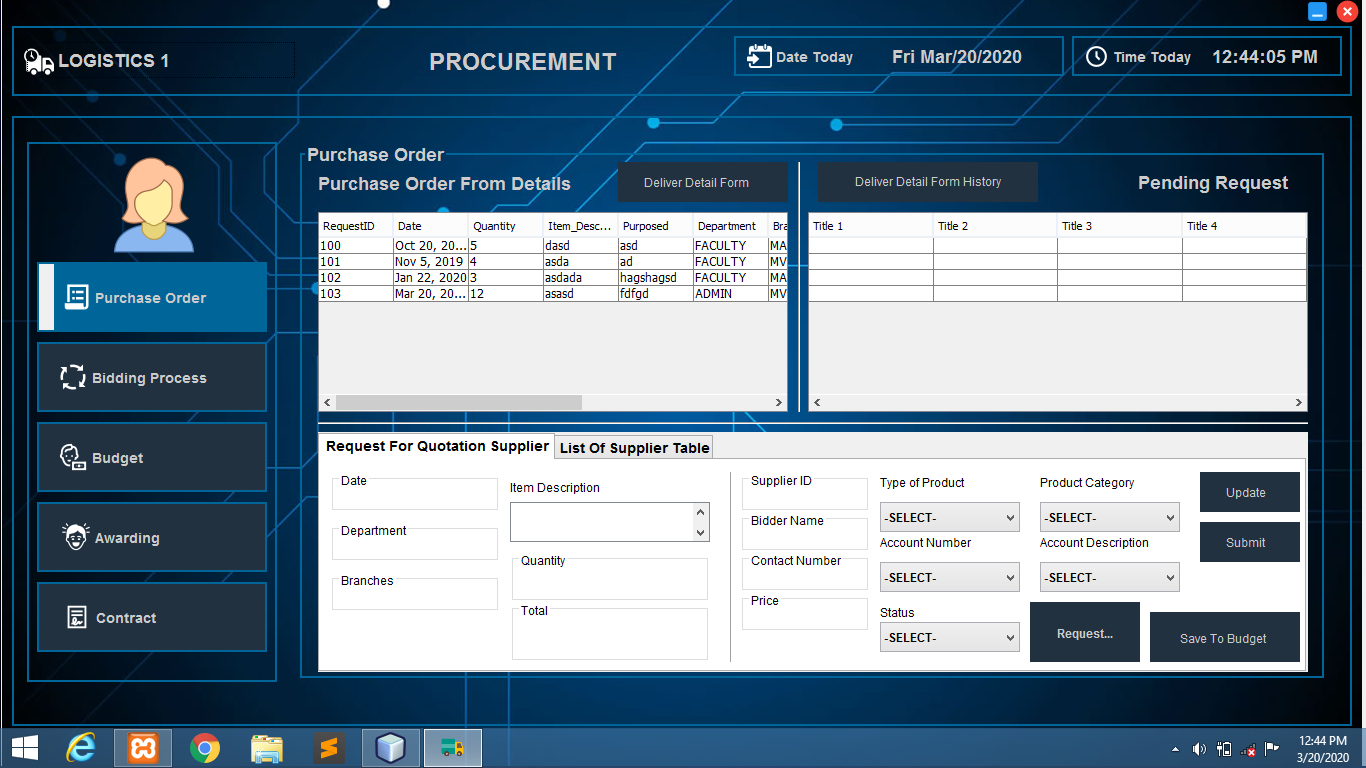 LOGISTICS 1
PROCUREMENT
Date Today Fri Mar/20/2020
Time Today 12:44:05 PM
Purchase Order
Bidding Process
Budget
Awarding
Contract
Purchase Order
Purchase Order From Details
Deliver Detail Form
Deliver Detail Form History
Pending Request
RequestID Date Quantity Item_Desc... Purposed Department Bra
100 Oct 20, 20... 5 dasd asd FACULTY MA
101 Nov 5, 2019 4 asda ad FACULTY MV
102 Jan 22, 2020 3 asdada hagshagsd FACULTY MA
103 Mar 20, 20... 12 asasd fdfgd ADMIN MV
Title 1 Title 2 Title 3 Title 4
Request For Quotation Supplier
List Of Supplier Table
Date
Department
Branches
Item Description
Quantity
Total
Supplier ID
Bidder Name
Contact Number
Price
Type of Product
-SELECT-
Account Number
-SELECT-
Status
-SELECT-
Product Category
-SELECT-
Account Description
-SELECT-
Update
Submit
Request...
Save To Budget
12:44 PM
3/20/2020